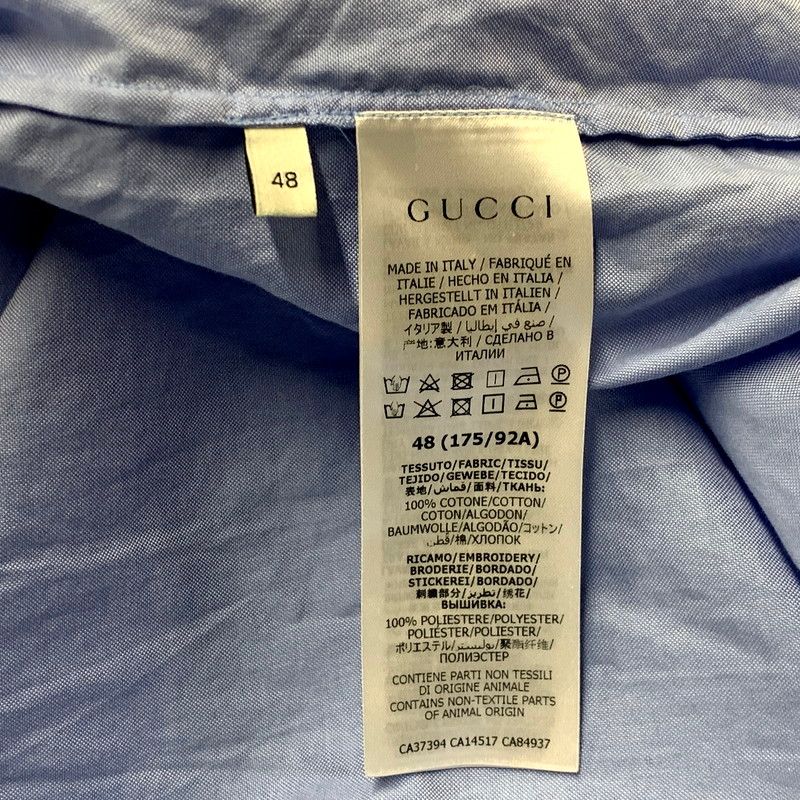 48
GUCCI
MADE IN ITALY / FABRIQUÉ EN
ITALIE / HECHO EN ITALIA /
HERGESTELLT IN ITALIEN /
FABRICADO EM ITÁLIA /
イタリア製 / صنع في إيطاليا /
产地:意大利 / СДЕЛАНО В
ИТАЛИИ
48 (175/92A)
TESSUTO/FABRIC/TISSU/
TEJIDO/GEWEBE/TECIDO/
表地/قماش/面料/ТКАНЬ:
100% COTONE/COTTON/
COTON/ALGODON/
BAUMWOLLE/ALGODÃO/コットン/
قطن/棉/ХЛОПОК
RICAMO/EMBROIDERY/
BRODERIE/BORDADO/
STICKEREI/BORDADO/
刺繍部分/تطريز/绣花/
ВЫШИВКА:
100% POLIESTERE/POLYESTER/
POLIÉSTER/POLIESTER/
ポリエステル/بوليستر/聚酯纤维/
ПОЛИЭСТЕР
CONTIENE PARTI NON TESSILI
DI ORIGINE ANIMALE
CONTAINS NON-TEXTILE PARTS
OF ANIMAL ORIGIN
CA37394 CA14517 CA84937